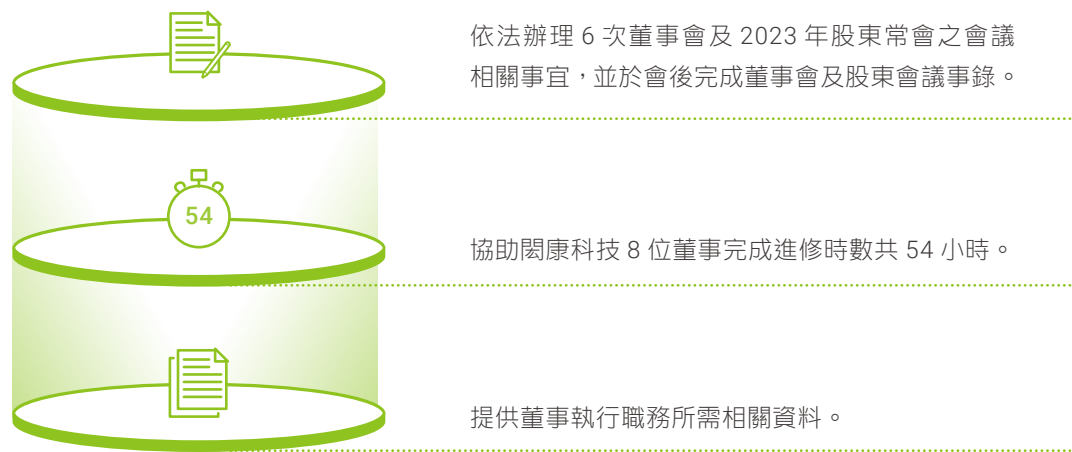 依法辦理 6 次董事會及 2023 年股東常會之會議
相關事宜，並於會後完成董事會及股東會議事錄。
54
協助閎康科技 8 位董事完成進修時數共 54 小時。
提供董事執行職務所需相關資料。